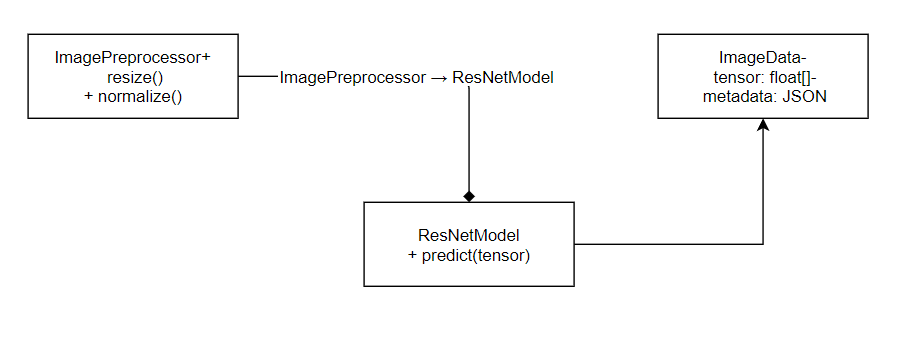 ImagePreprocessor+
resize()
+ normalize()
ImagePreprocessor → ResNetModel
ImageData-
tensor: float[]-
metadata: JSON
ResNetModel
+ predict(tensor)